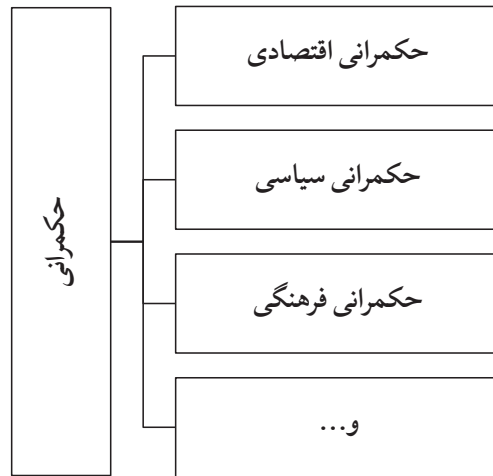 حکمرانی
حکمرانی اقتصادی
حکمرانی سیاسی
حکمرانی فرهنگی
و...